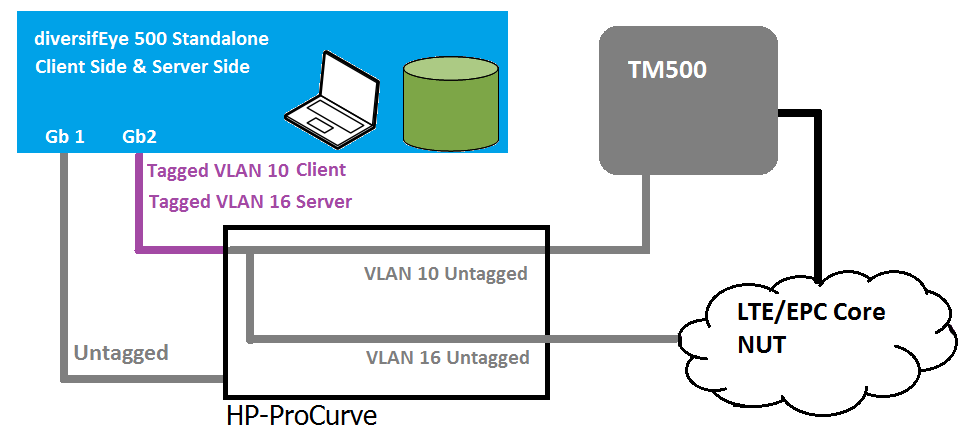 diversifEye 500 Standalone
Client Side & Server Side
TM500
Gb 1
Gb2
Tagged VLAN 10 Client
Tagged VLAN 16 Server
VLAN 10 Untagged
LTE/EPC Core
NUT
Untagged
VLAN 16 Untagged
HP-ProCurve